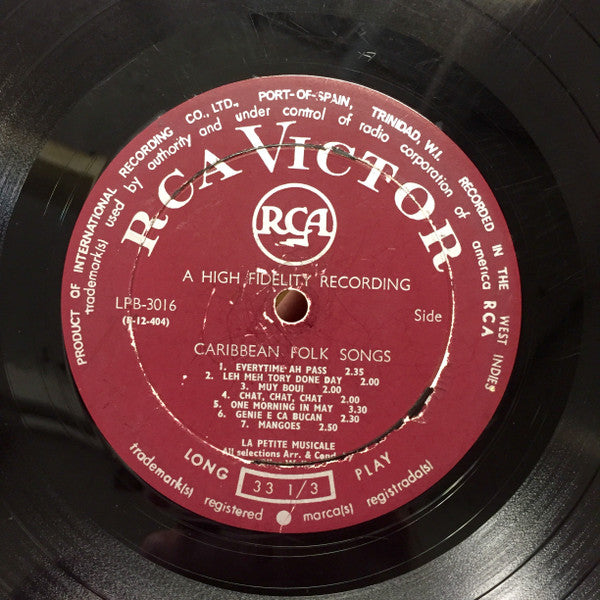 PRODUCT OF INTERNATIONAL RECORDING CO., LTD., PORT-OF-SPAIN, TRINIDAD, W.I. RECORDED IN THE WEST INDIES
trademark(s) used by authority and under control of radio corporation of america RCA
RCA VICTOR
RCA
A HIGH FIDELITY RECORDING
LPB-3016
Side
CARIBBEAN FOLK SONGS
1. EVERYTIME AH PASS 2.35
2. LEH MEH TORY DONE DAY 2.00
3. MUY BOUI 2.00
4. CHAT, CHAT, CHAT 2.00
5. ONE MORNING IN MAY 3.30
6. GENIE E CA BUCAN 2.30
7. MANGOES 2.50
LA PETITE MUSICALE
All selections Arr. & Cond
LONG 33 1/3 PLAY
trademark(s) registered marca(s) registrada(s)